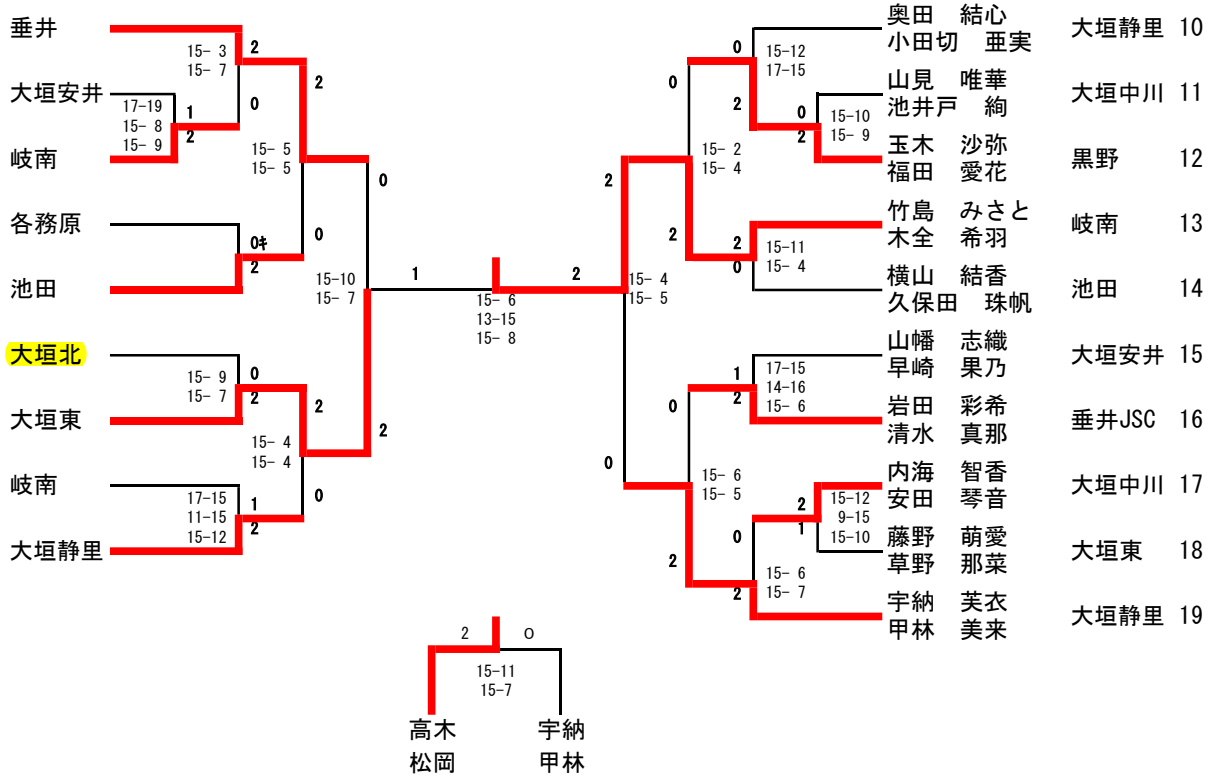 垂井
2
15- 3
15- 7
大垣安井
17-19
15- 8
15- 9
1
2
0
岐南
2
15- 5
15- 5
各務原
0ｷ
2
0
池田
0
15-10
15- 7
大垣北
15- 9
15- 7
0
2
大垣東
2
15- 4
15- 4
2
岐南
17-15
11-15
15-12
1
2
0
大垣静里
1
2
15- 6
13-15
15- 8
奥田 結心
小田切 亜実
大垣静里 10
0
15-12
17-15
山見 唯華
池井戸 絢
大垣中川 11
0
2
0
2
15-10
15- 9
玉木 沙弥
福田 愛花
黒野 12
15- 2
15- 4
2
竹島 みさと
木全 希羽
岐南 13
2
2
0
15-11
15- 4
横山 結香
久保田 珠帆
池田 14
15- 4
15- 5
山幡 志織
早崎 果乃
大垣安井 15
1
2
17-15
14-16
15- 6
岩田 彩希
清水 真那
垂井JSC 16
0
0
15- 6
15- 5
内海 智香
安田 琴音
大垣中川 17
2
1
15-12
9-15
15-10
藤野 萌愛
草野 那菜
大垣東 18
0
2
2
15- 6
15- 7
宇納 芙衣
甲林 美来
大垣静里 19
2
0
15-11
15-7
高木
松岡
宇納
甲林